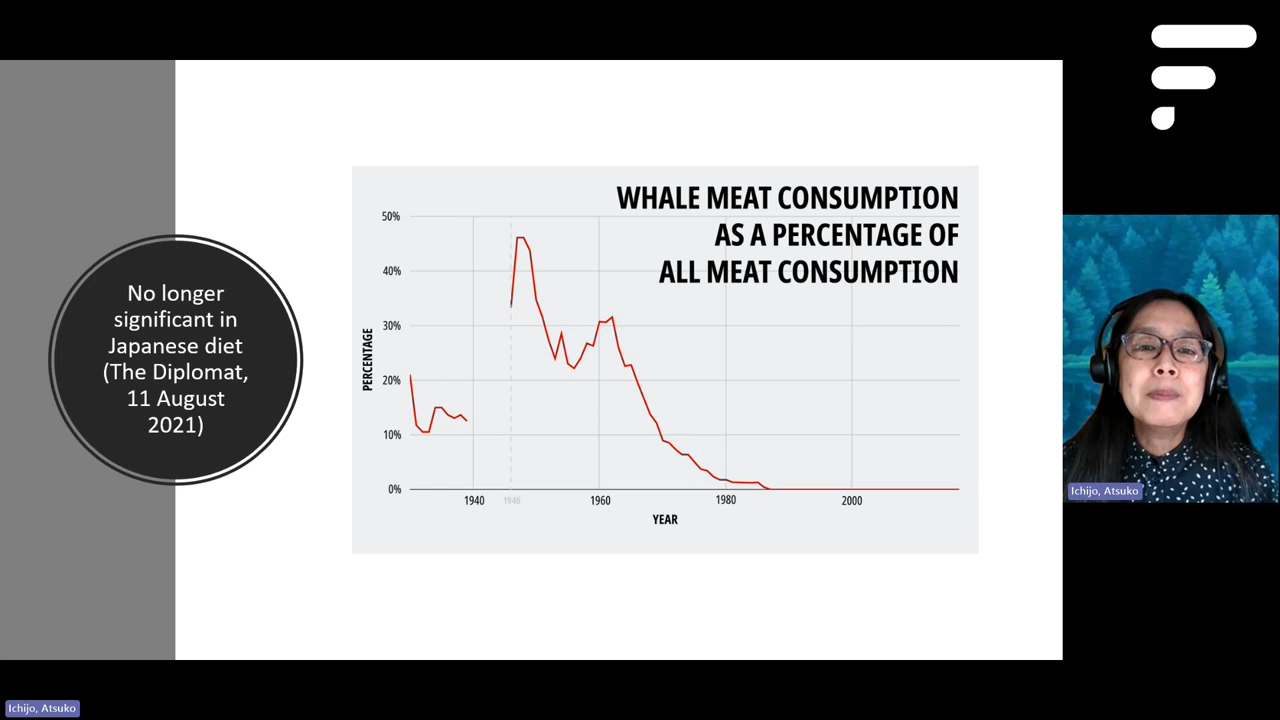 No longer
significant in
Japanese diet
(The Diplomat,
11 August
2021)
WHALE MEAT CONSUMPTION
AS A PERCENTAGE OF
ALL MEAT CONSUMPTION
PERCENTAGE
50%
40%
30%
20%
10%
0%
1940 1946 1960 1980 2000
YEAR
Ichijo, Atsuko
Ichijo, Atsuko